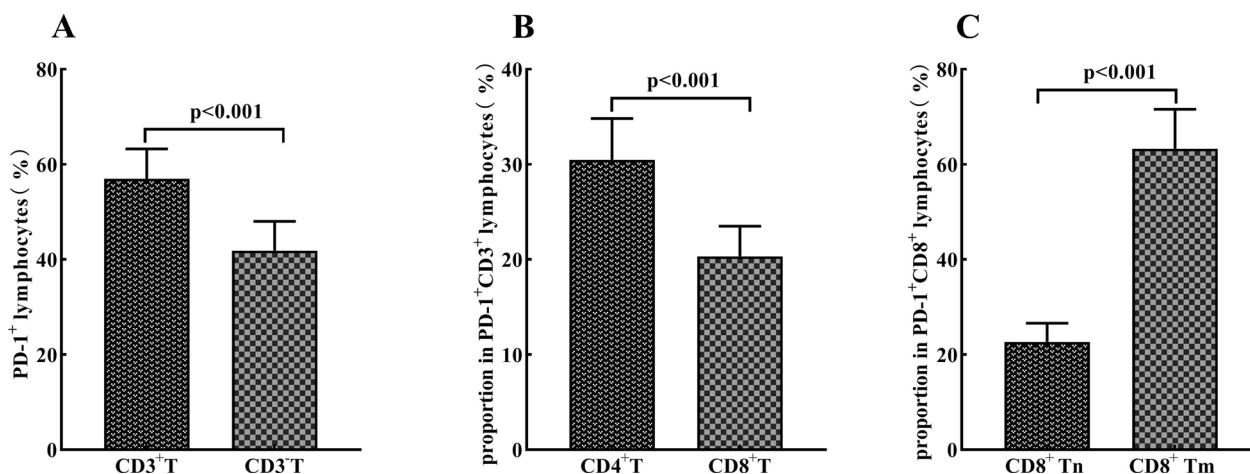 A
PD-1⁺ lymphocytes ( %)
80
60
40
20
0
p<0.001
CD3⁺T
CD3⁻T
B
proportion in PD-1⁺CD3⁺ lymphocytes ( %)
40
30
20
10
0
p<0.001
CD4⁺T
CD8⁺T
C
proportion in PD-1⁺CD8⁺ lymphocytes ( %)
80
60
40
20
0
p<0.001
CD8⁺ Tn
CD8⁺ Tm